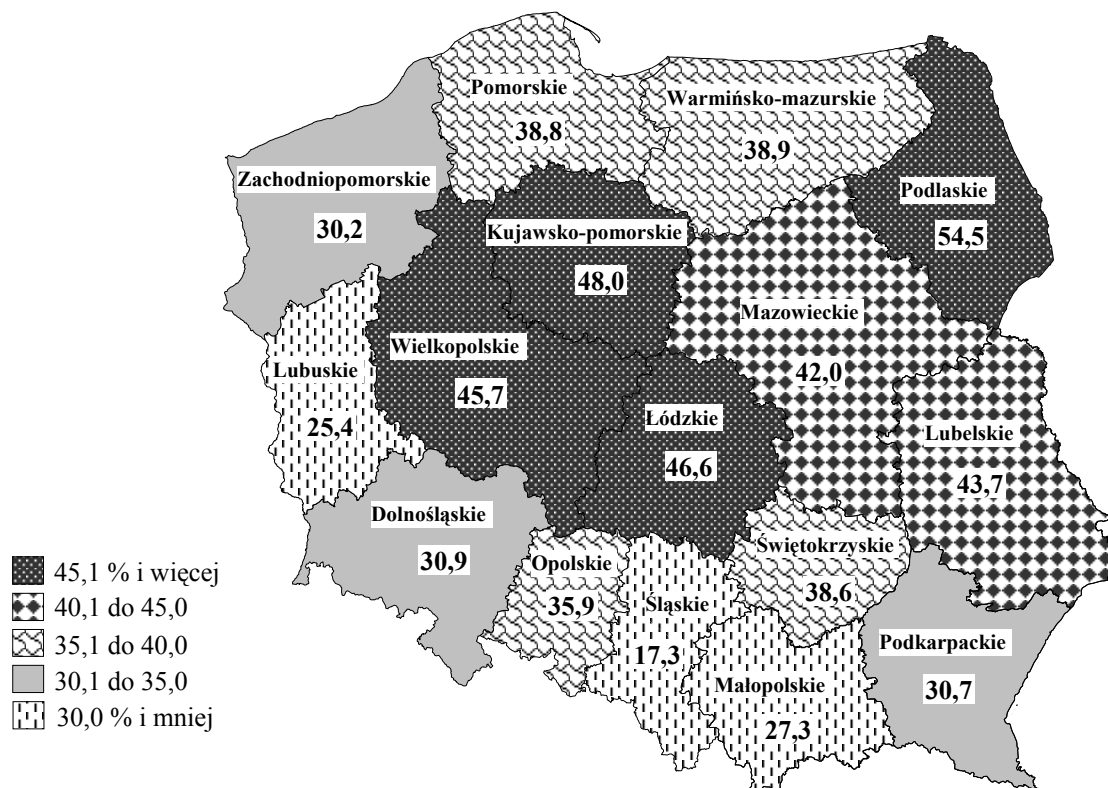 Pomorskie
38,8
Warmińsko-mazurskie
38,9
Zachodniopomorskie
30,2
Podlaskie
54,5
Kujawsko-pomorskie
48,0
Mazowieckie
42,0
Wielkopolskie
45,7
Lubuskie
25,4
Łódzkie
46,6
Lubelskie
43,7
Dolnośląskie
30,9
Opolskie
35,9
Świętokrzyskie
38,6
Śląskie
17,3
Małopolskie
27,3
Podkarpackie
30,7
45,1 % i więcej
40,1 do 45,0
35,1 do 40,0
30,1 do 35,0
30,0 % i mniej